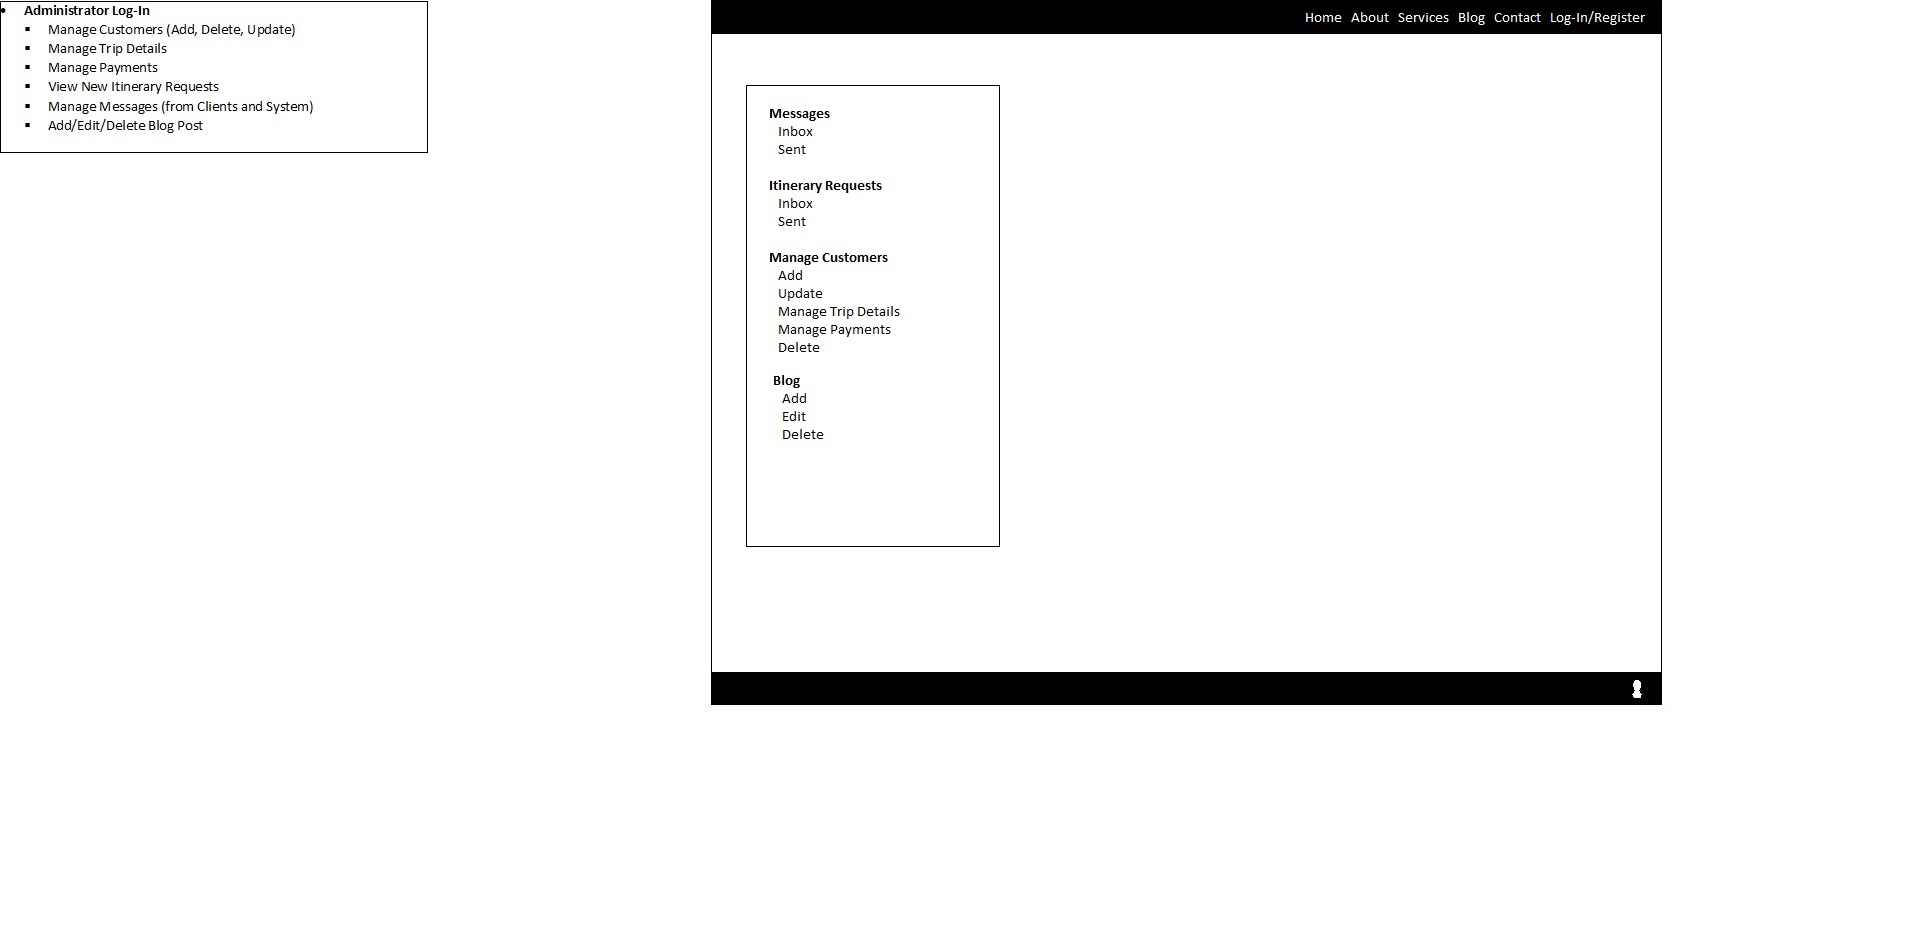 Administrator Log-In
Manage Customers (Add, Delete, Update)
Manage Trip Details
Manage Payments
View New Itinerary Requests
Manage Messages (from Clients and System)
Add/Edit/Delete Blog Post
Home About Services Blog Contact Log-In/Register
Messages
Inbox
Sent
Itinerary Requests
Inbox
Sent
Manage Customers
Add
Update
Manage Trip Details
Manage Payments
Delete
Blog
Add
Edit
Delete